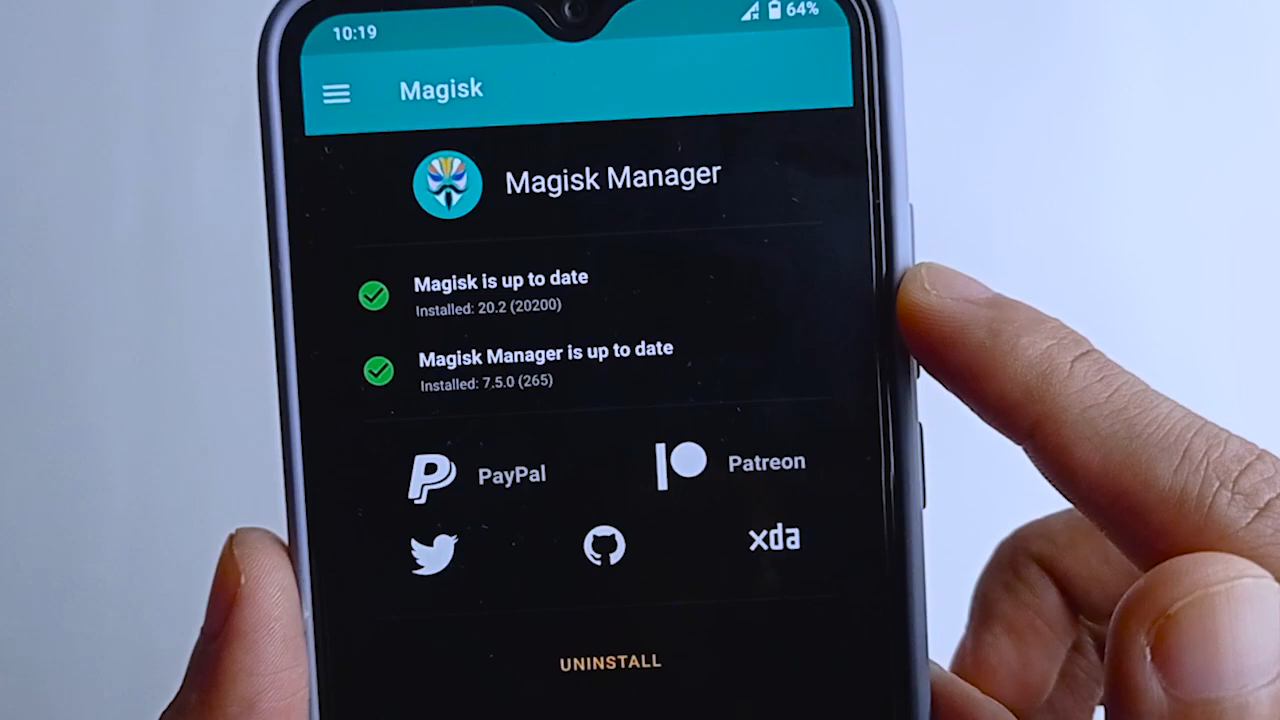 10:19
64%
Magisk
Magisk Manager
Magisk is up to date
Installed: 20.2 (20200)
Magisk Manager is up to date
Installed: 7.5.0 (265)
PayPal
Patreon
xda
UNINSTALL